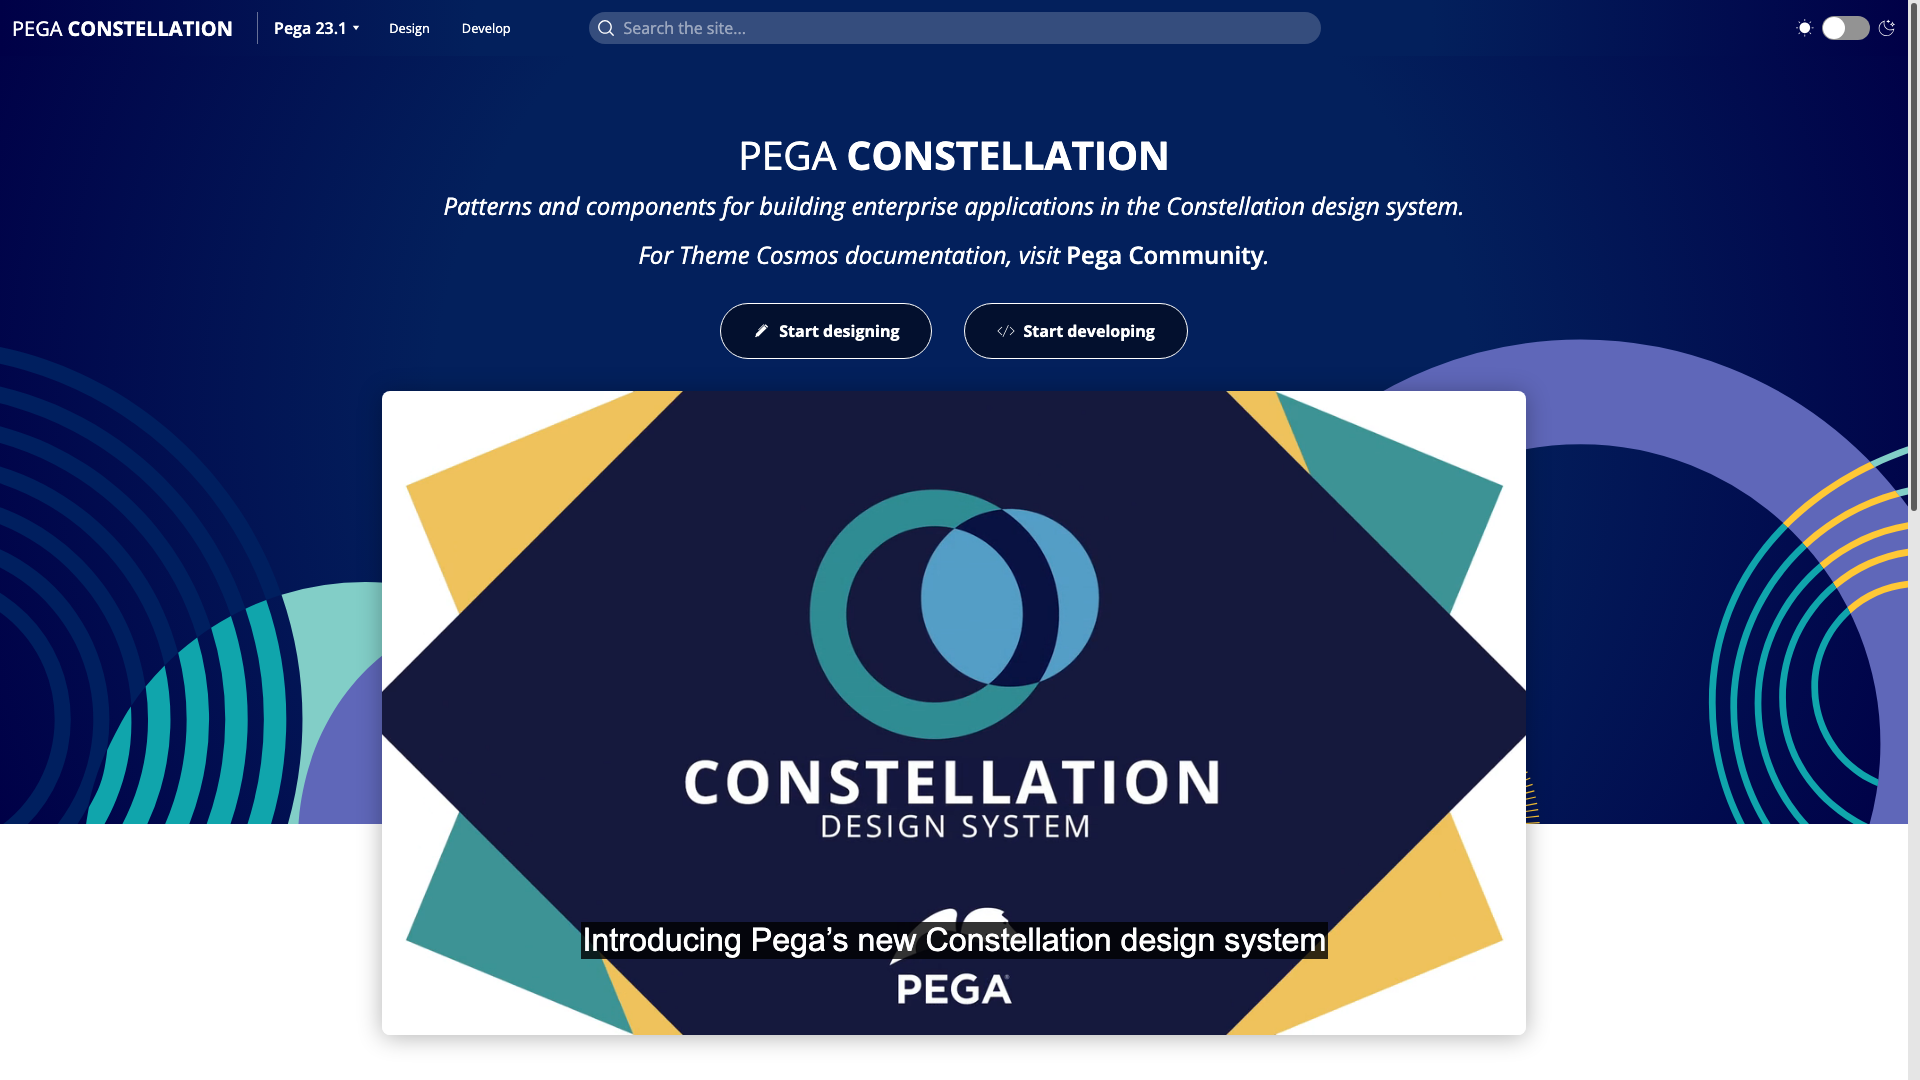 PEGA CONSTELLATION
Pega 23.1
Design
Develop
Search the site...
PEGA CONSTELLATION
Patterns and components for building enterprise applications in the Constellation design system.
For Theme Cosmos documentation, visit Pega Community.
Start designing
Start developing
CONSTELLATION
DESIGN SYSTEM
Introducing Pega’s new Constellation design system
PEGA